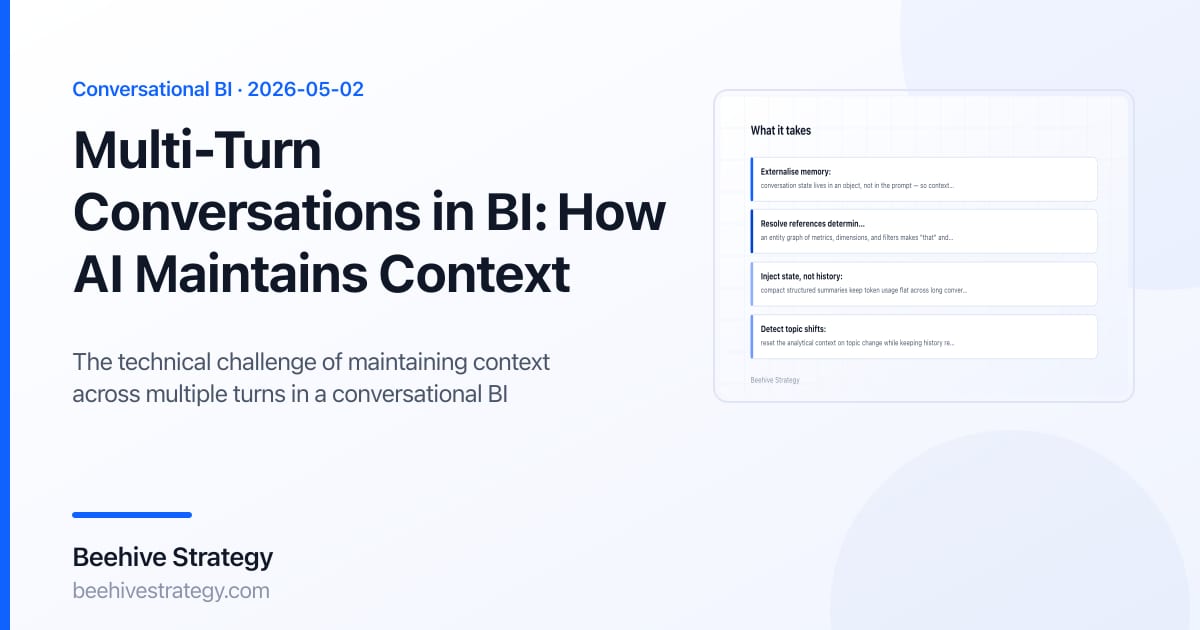 Conversational BI · 2026-05-02
Multi-Turn
Conversations in BI: How
AI Maintains Context
The technical challenge of maintaining context
across multiple turns in a conversational BI
Beehive Strategy
beehivestrategy.com
What it takes
Externalise memory:
conversation state lives in an object, not in the prompt — so context...
Resolve references determin...
an entity graph of metrics, dimensions, and filters makes "that" and...
Inject state, not history:
compact structured summaries keep token usage flat across long conver...
Detect topic shifts:
reset the analytical context on topic change while keeping history re...
Beehive Strategy